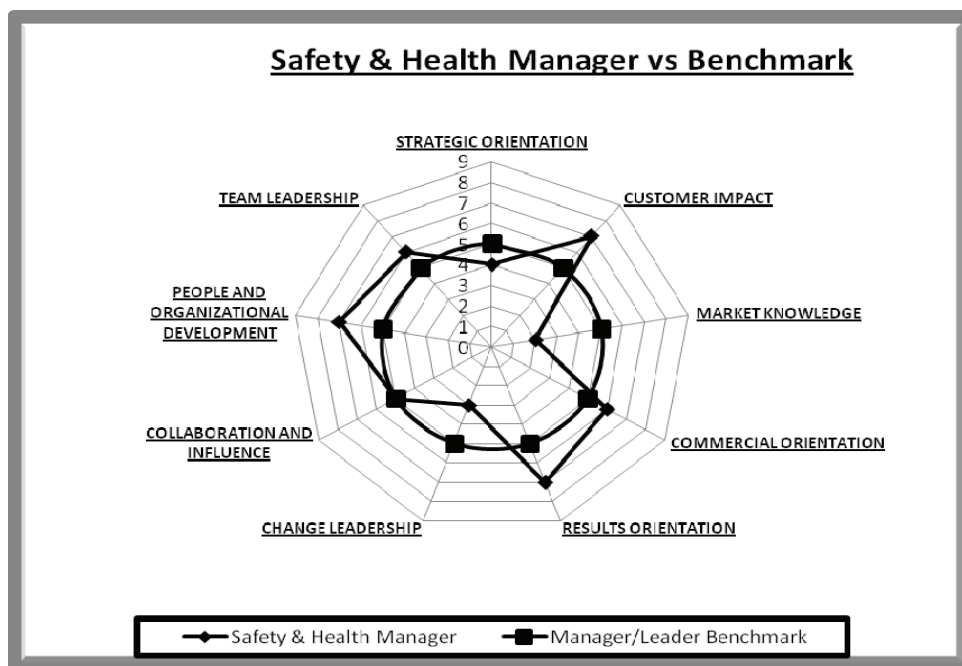 Safety & Health Manager vs Benchmark
STRATEGIC ORIENTATION
9
8
7
6
5
4
3
2
1
0
CUSTOMER IMPACT
MARKET KNOWLEDGE
COMMERCIAL ORIENTATION
RESULTS ORIENTATION
CHANGE LEADERSHIP
COLLABORATION AND
INFLUENCE
PEOPLE AND
ORGANIZATIONAL
DEVELOPMENT
TEAM LEADERSHIP
Safety & Health Manager
Manager/Leader Benchmark